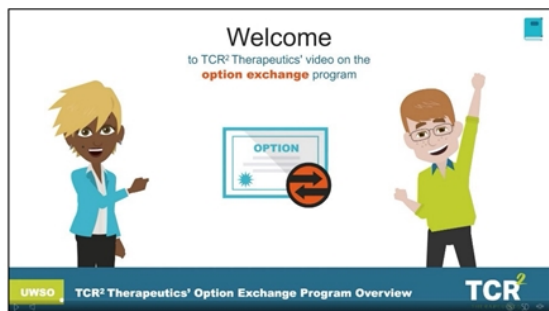 Welcome
to TCR² Therapeutics' video on the
option exchange program
OPTION
UWSO
TCR² Therapeutics' Option Exchange Program Overview
TCR²